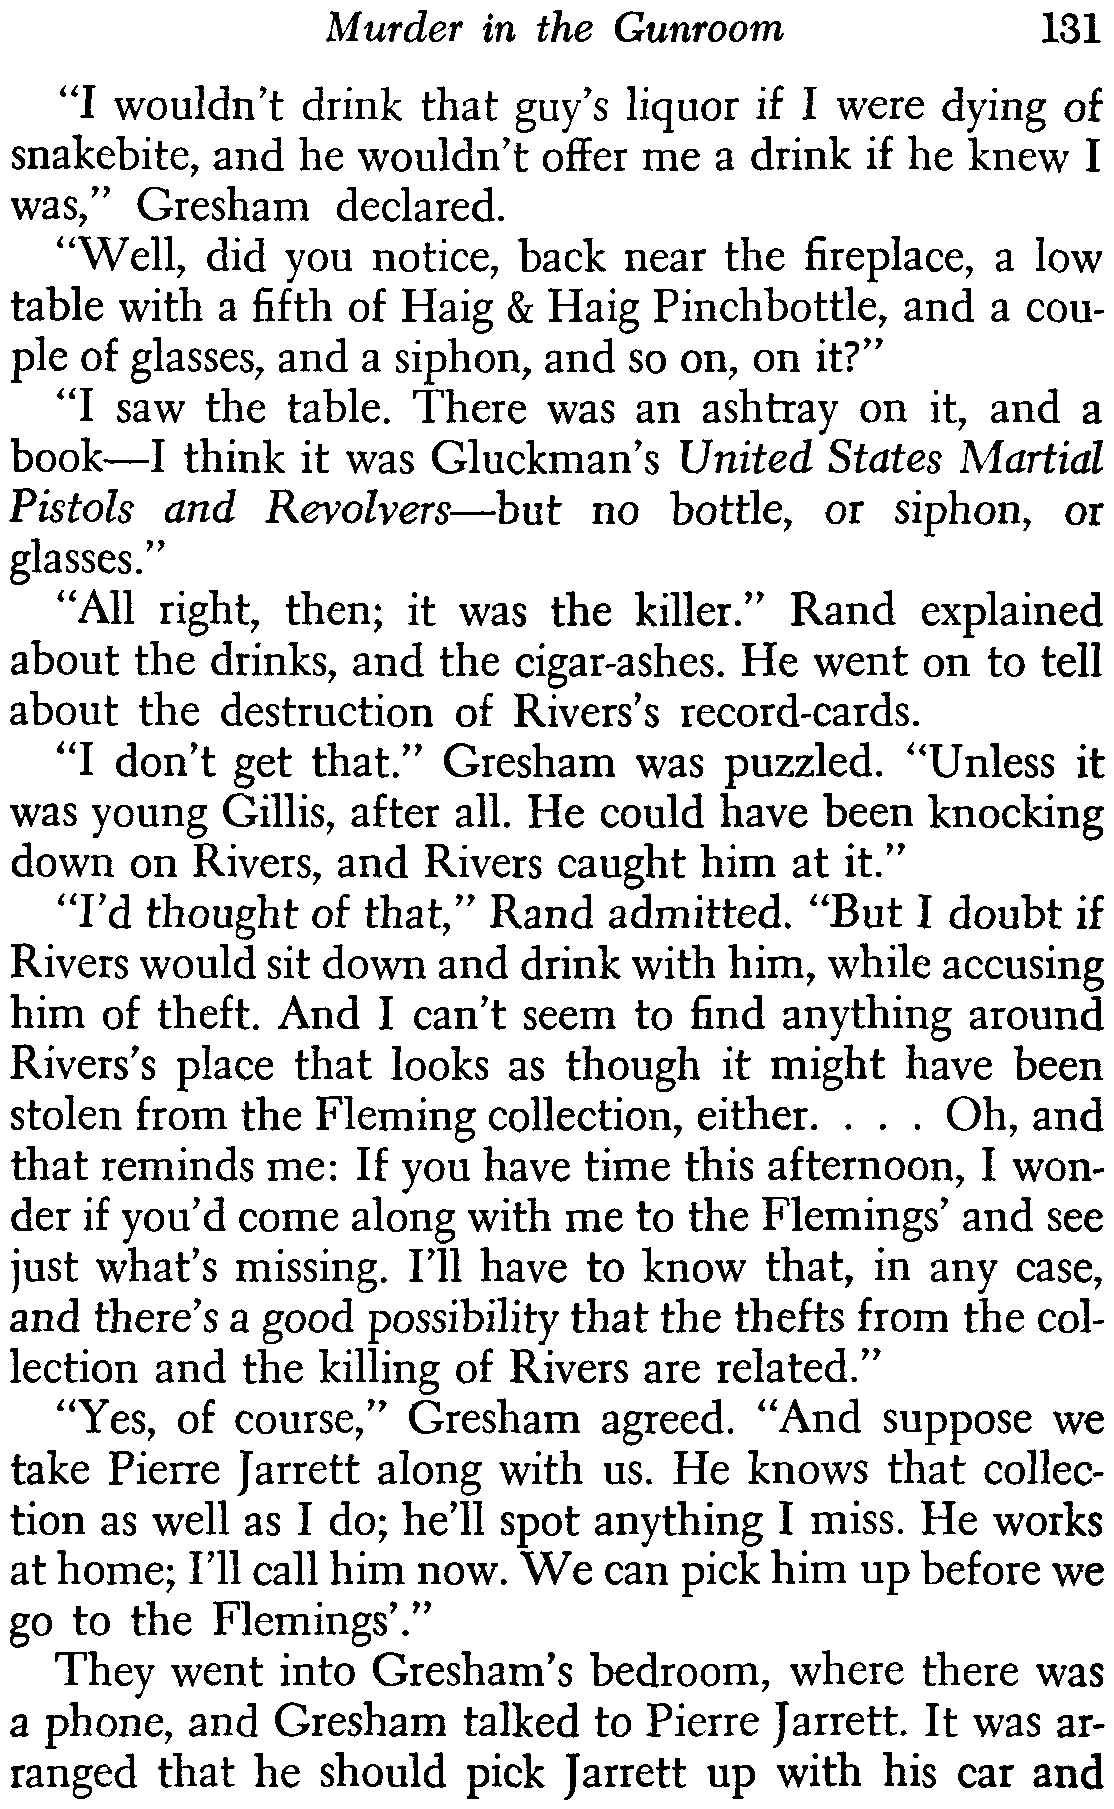 Murder in the Gunroom 131
“I wouldn’t drink that guy’s liquor if I were dying of
snakebite, and he wouldn’t offer me a drink if he knew I
was,” Gresham declared.
“Well, did you notice, back near the fireplace, a low
table with a fifth of Haig & Haig Pinchbottle, and a cou-
ple of glasses, and a siphon, and so on, on it?”
“I saw the table. There was an ashtray on it, and a
book—I think it was Gluckman’s United States Martial
Pistols and Revolvers—but no bottle, or siphon, or
glasses.”
“All right, then; it was the killer.” Rand explained
about the drinks, and the cigar-ashes. He went on to tell
about the destruction of Rivers’s record-cards.
“I don’t get that.” Gresham was puzzled. “Unless it
was young Gillis, after all. He could have been knocking
down on Rivers, and Rivers caught him at it.”
“I’d thought of that,” Rand admitted. “But I doubt if
Rivers would sit down and drink with him, while accusing
him of theft. And I can’t seem to find anything around
Rivers’s place that looks as though it might have been
stolen from the Fleming collection, either. . . . Oh, and
that reminds me: If you have time this afternoon, I won-
der if you’d come along with me to the Flemings’ and see
just what’s missing. I’ll have to know that, in any case,
and there’s a good possibility that the thefts from the col-
lection and the killing of Rivers are related.”
“Yes, of course,” Gresham agreed. “And suppose we
take Pierre Jarrett along with us. He knows that collec-
tion as well as I do; he’ll spot anything I miss. He works
at home; I’ll call him now. We can pick him up before we
go to the Flemings’.”
They went into Gresham’s bedroom, where there was
a phone, and Gresham talked to Pierre Jarrett. It was ar-
ranged that he should pick Jarrett up with his car and